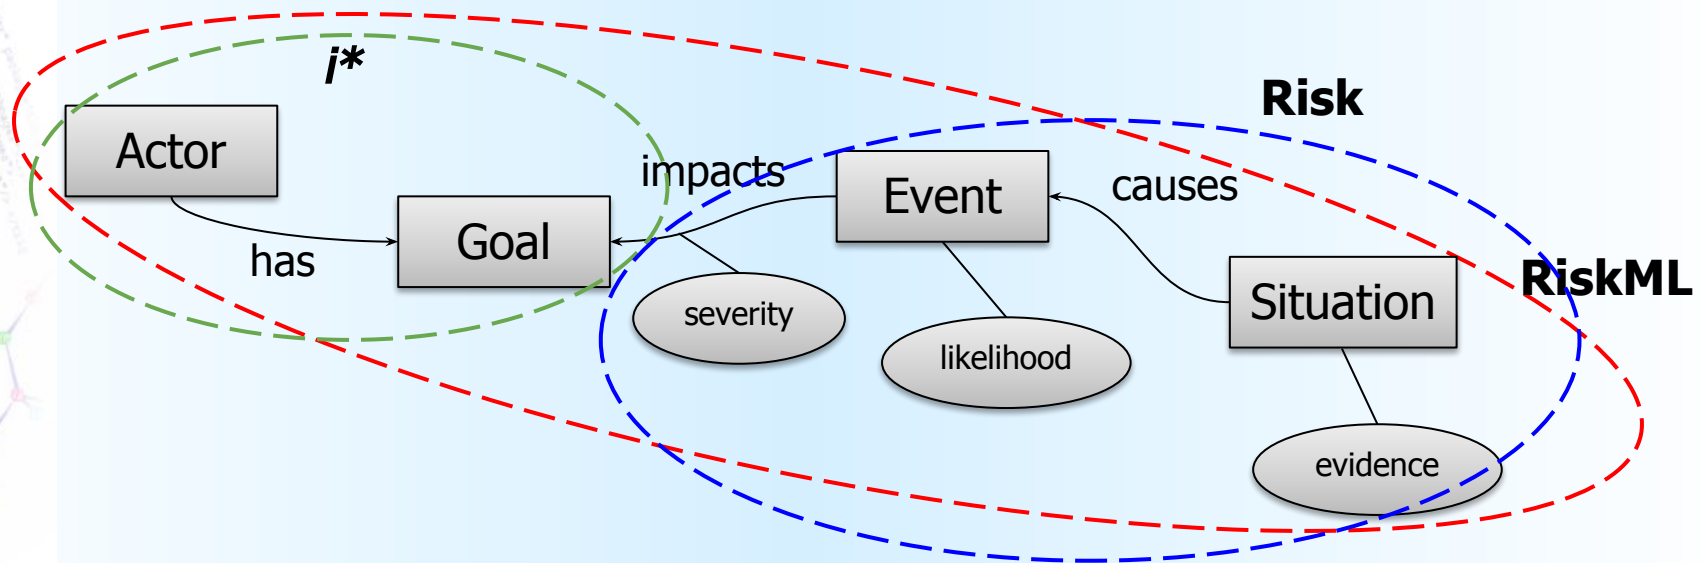 i*
Risk
Actor
impacts
Event
causes
Goal
has
RiskML
Situation
severity
likelihood
evidence